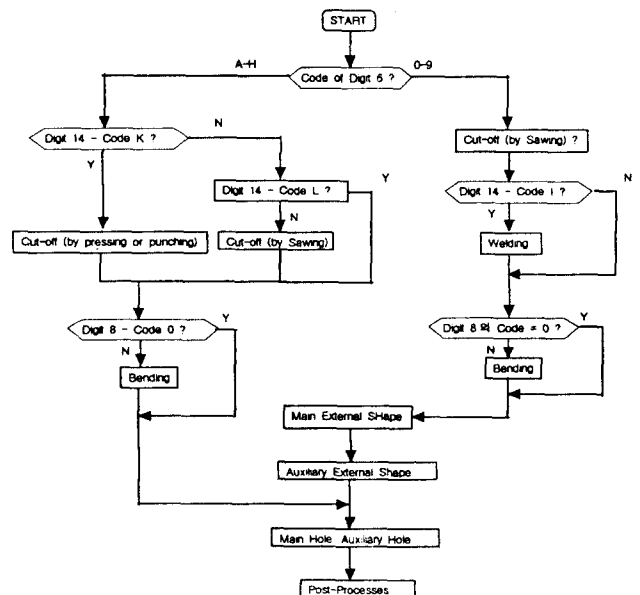 START
Code of Digit 6 ?
A-H
0-9
Digit 14 - Code K ?
N
Y
Cut-off (by Sawing) ?
Digit 14 - Code L ?
Y
N
Digit 14 - Code I ?
N
Y
Cut-off (by pressing or punching)
Cut-off (by Sawing)
Welding
Digit 8 - Code 0 ?
Y
N
Digit 8 의 Code = 0 ?
Y
N
Bending
Bending
Main External SHape
Auxiliary External Shape
Main Hole Auxiliary Hole
Post-Processes